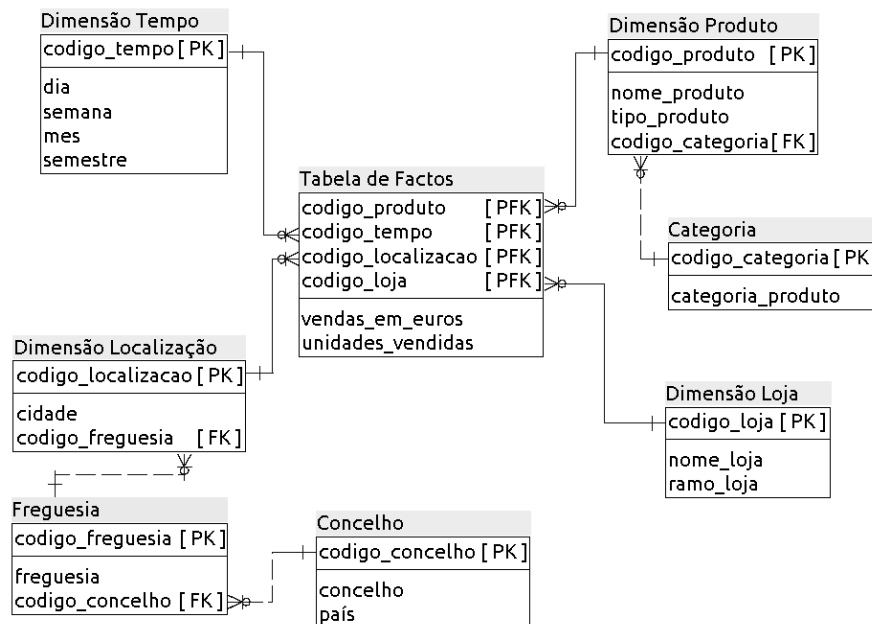 Dimensão Tempo
codigo_tempo [ PK ]
dia
semana
mes
semestre
Dimensão Produto
codigo_produto [ PK ]
nome_produto
tipo_produto
codigo_categoria [ FK ]
Tabela de Factos
codigo_produto [ PFK ]
codigo_tempo [ PFK ]
codigo_localizacao [ PFK ]
codigo_loja [ PFK ]
vendas_em_euros
unidades_vendidas
Categoria
codigo_categoria [ PK
categoria_produto
Dimensão Localização
codigo_localizacao [ PK ]
cidade
codigo_freguesia [ FK ]
Dimensão Loja
codigo_loja [ PK ]
nome_loja
ramo_loja
Freguesia
codigo_freguesia [ PK ]
freguesia
codigo_concelho [ FK ]
Concelho
codigo_concelho [ PK ]
concelho
país